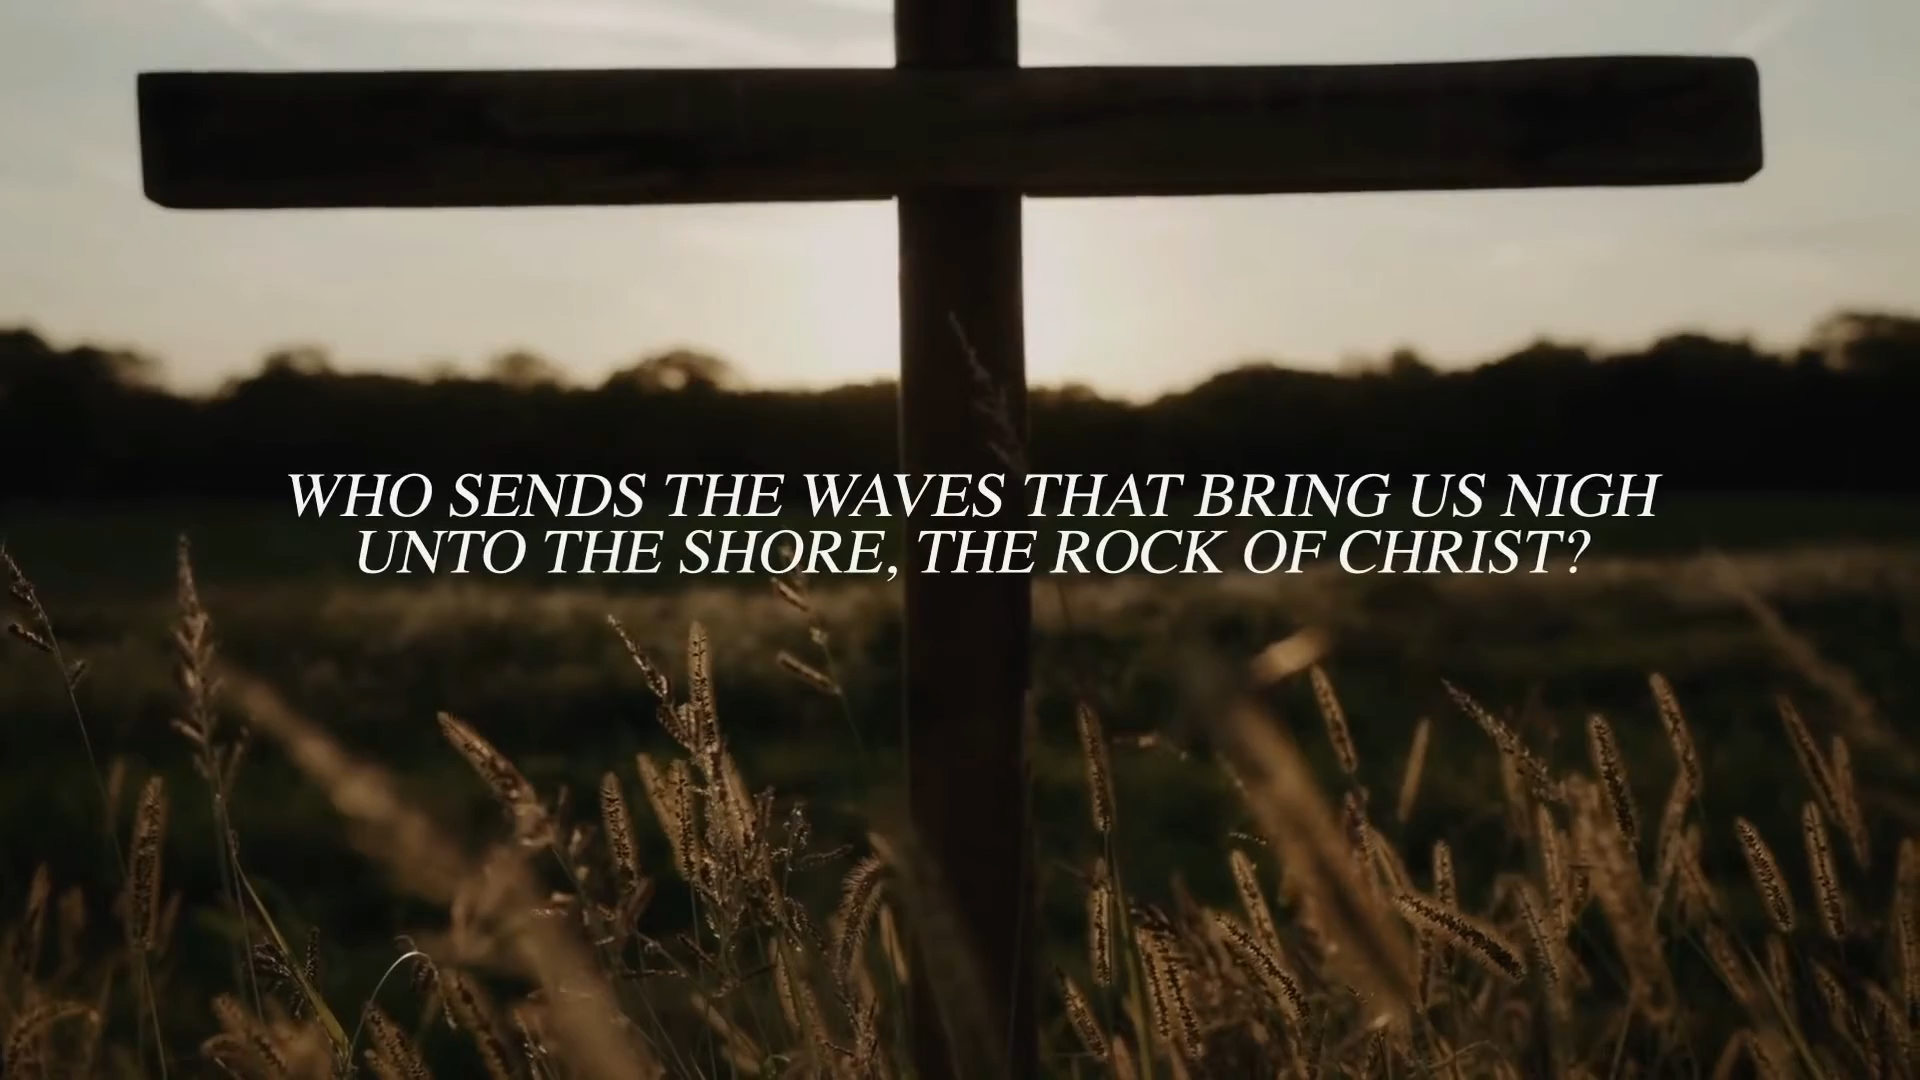 WHO SENDS THE WAVES THAT BRING US NIGH
UNTO THE SHORE, THE ROCK OF CHRIST?